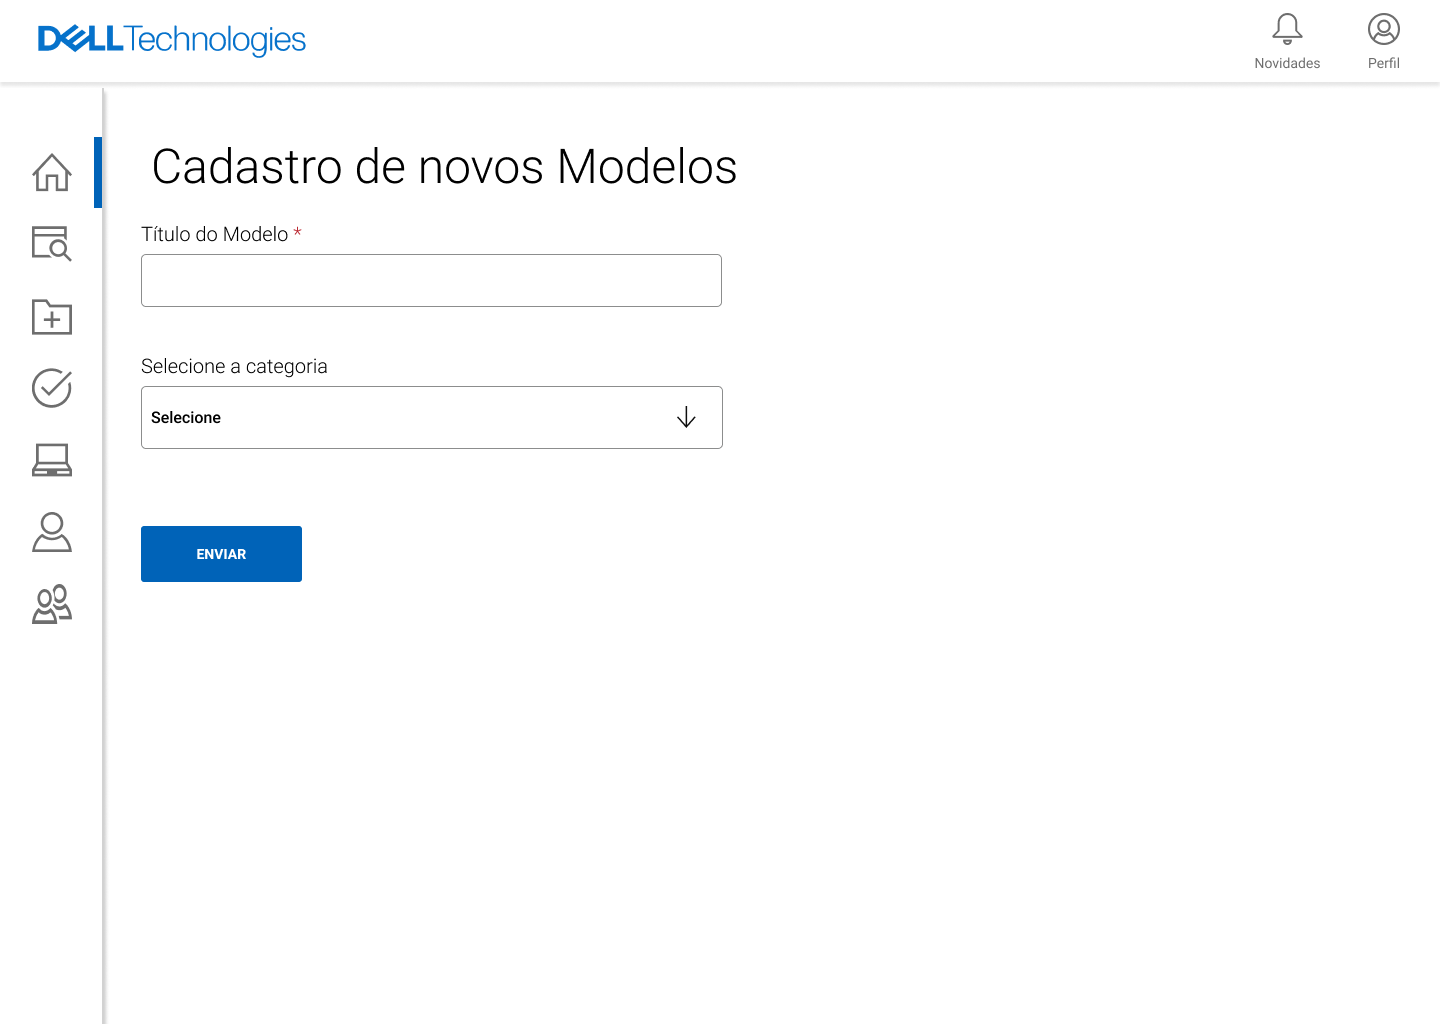 DELL Technologies
Novidades
Perfil
Cadastro de novos Modelos
Título do Modelo *
Selecione a categoria
Selecione
ENVIAR